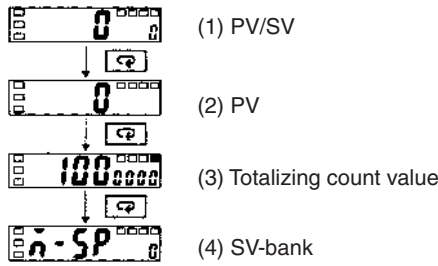 0 0
(1) PV/SV
0
(2) PV
100 0000
(3) Totalizing count value
ñ-SP 0
(4) SV-bank